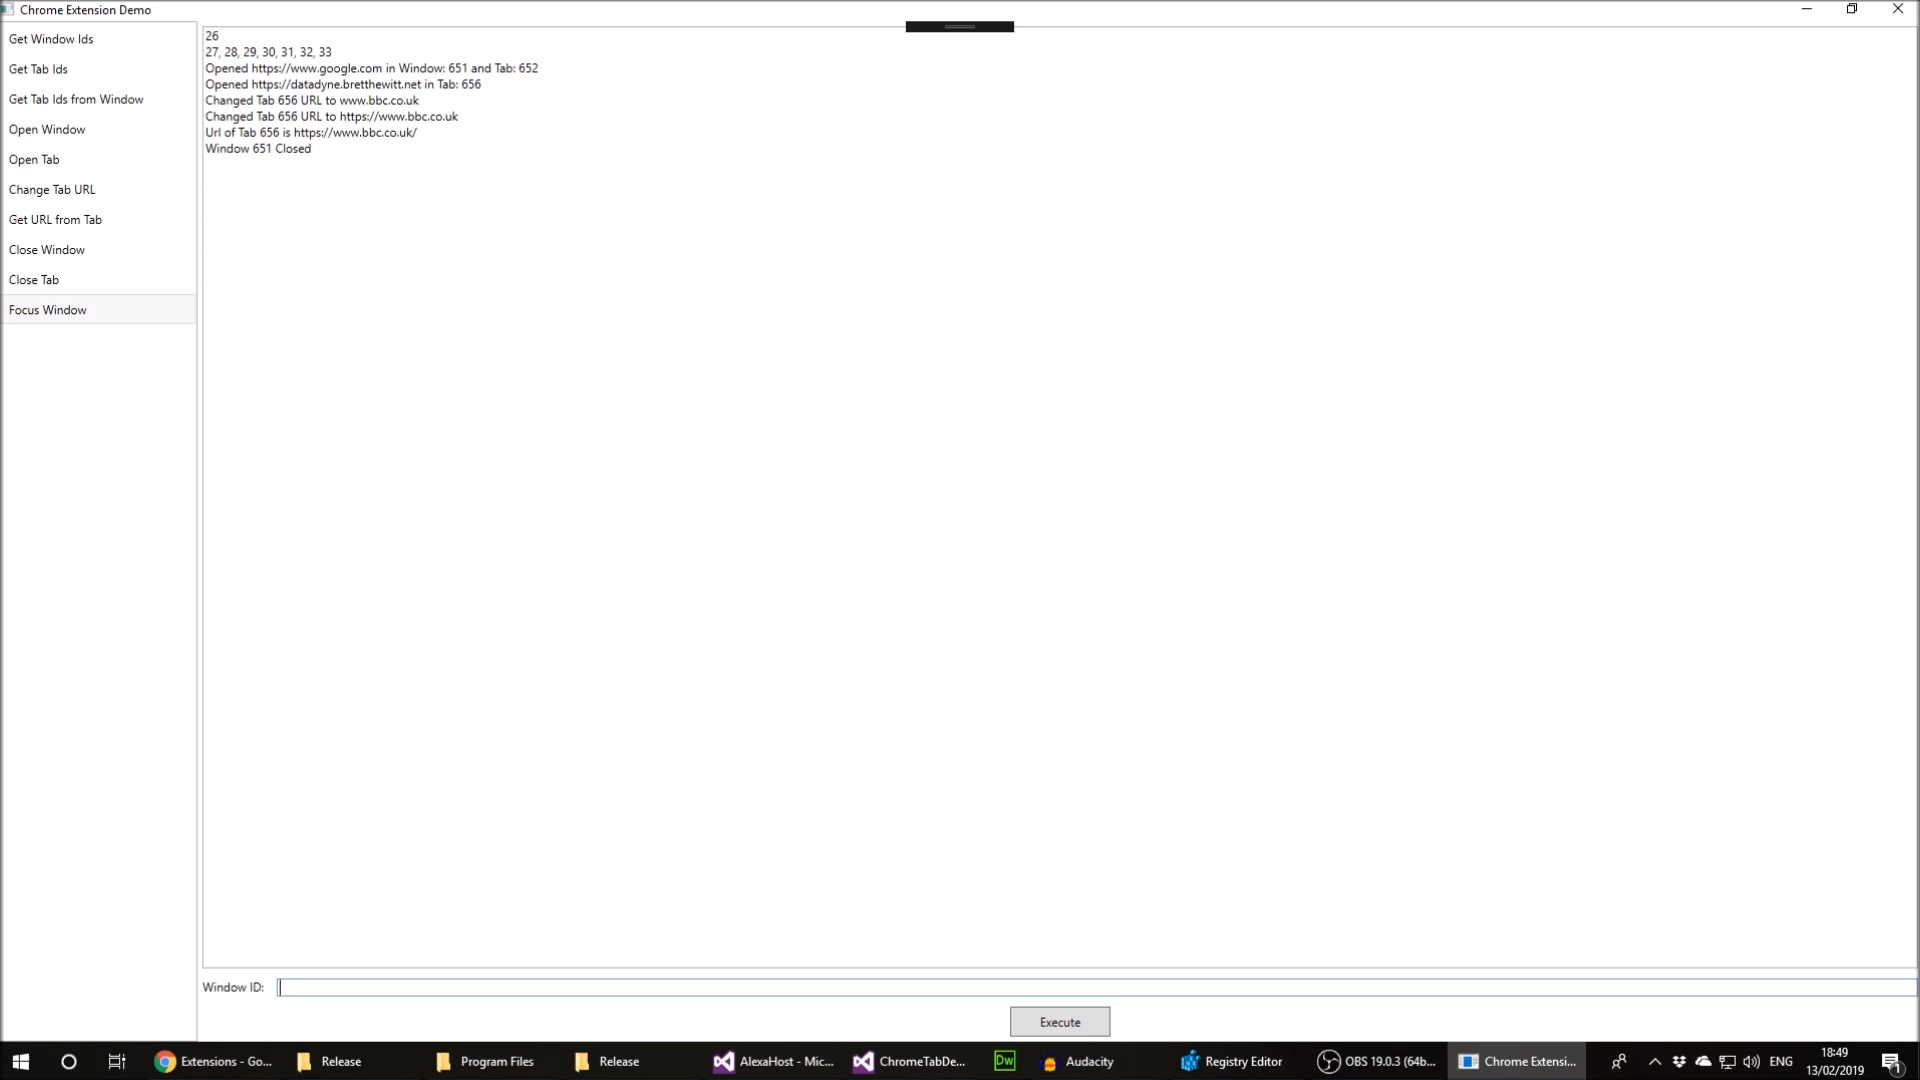 Chrome Extension Demo
Get Window Ids
Get Tab Ids
Get Tab Ids from Window
Open Window
Open Tab
Change Tab URL
Get URL from Tab
Close Window
Close Tab
Focus Window
26
27, 28, 29, 30, 31, 32, 33
Opened https://www.google.com in Window: 651 and Tab: 652
Opened https://datadyne.bretthewitt.net in Tab: 656
Changed Tab 656 URL to www.bbc.co.uk
Changed Tab 656 URL to https://www.bbc.co.uk
Url of Tab 656 is https://www.bbc.co.uk/
Window 651 Closed
Window ID:
Execute
Extensions - Go...
Release
Program Files
Release
AlexaHost - Mic...
ChromeTabDe...
Dw
Audacity
Registry Editor
OBS 19.0.3 (64b...
Chrome Extensi...
ENG
18:49
13/02/2019
1